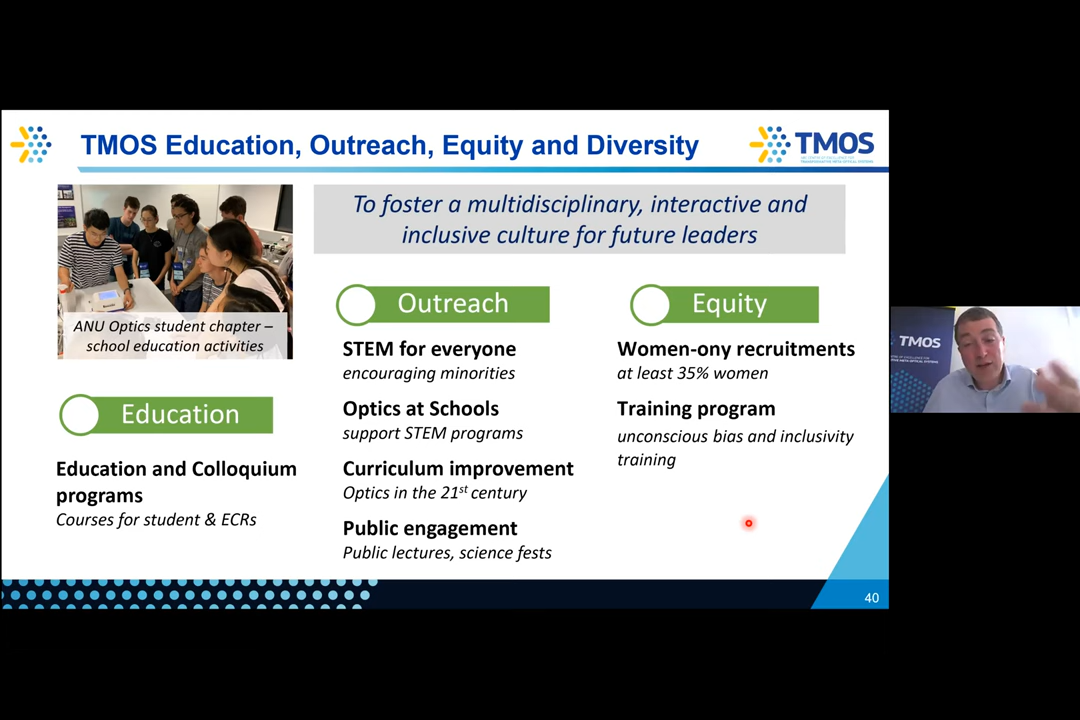 TMOS Education, Outreach, Equity and Diversity
TMOS
To foster a multidisciplinary, interactive and
inclusive culture for future leaders
ANU Optics student chapter –
school education activities
Education
Education and Colloquium
programs
Courses for student & ECRs
Outreach
STEM for everyone
encouraging minorities
Optics at Schools
support STEM programs
Curriculum improvement
Optics in the 21st century
Public engagement
Public lectures, science fests
Equity
Women-ony recruitments
at least 35% women
Training program
unconscious bias and inclusivity
training
40
TMOS